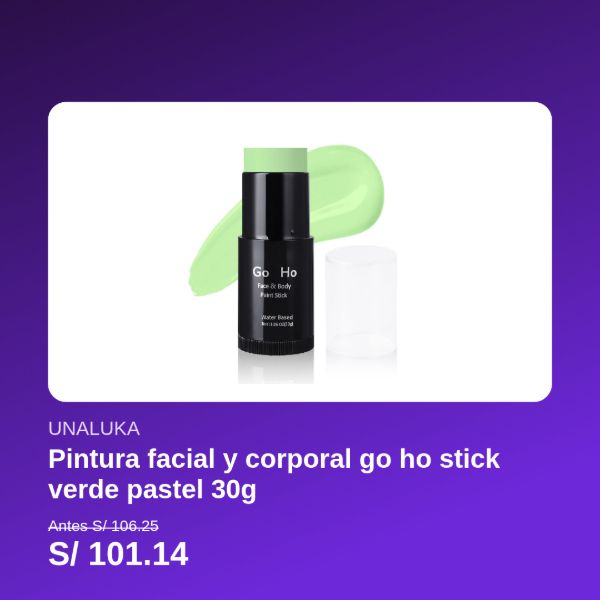 Go Ho
Face & Body
Paint Stick
Water Based
UNALUKA
Pintura facial y corporal go ho stick
verde pastel 30g
Antes S/ 106.25
S/ 101.14